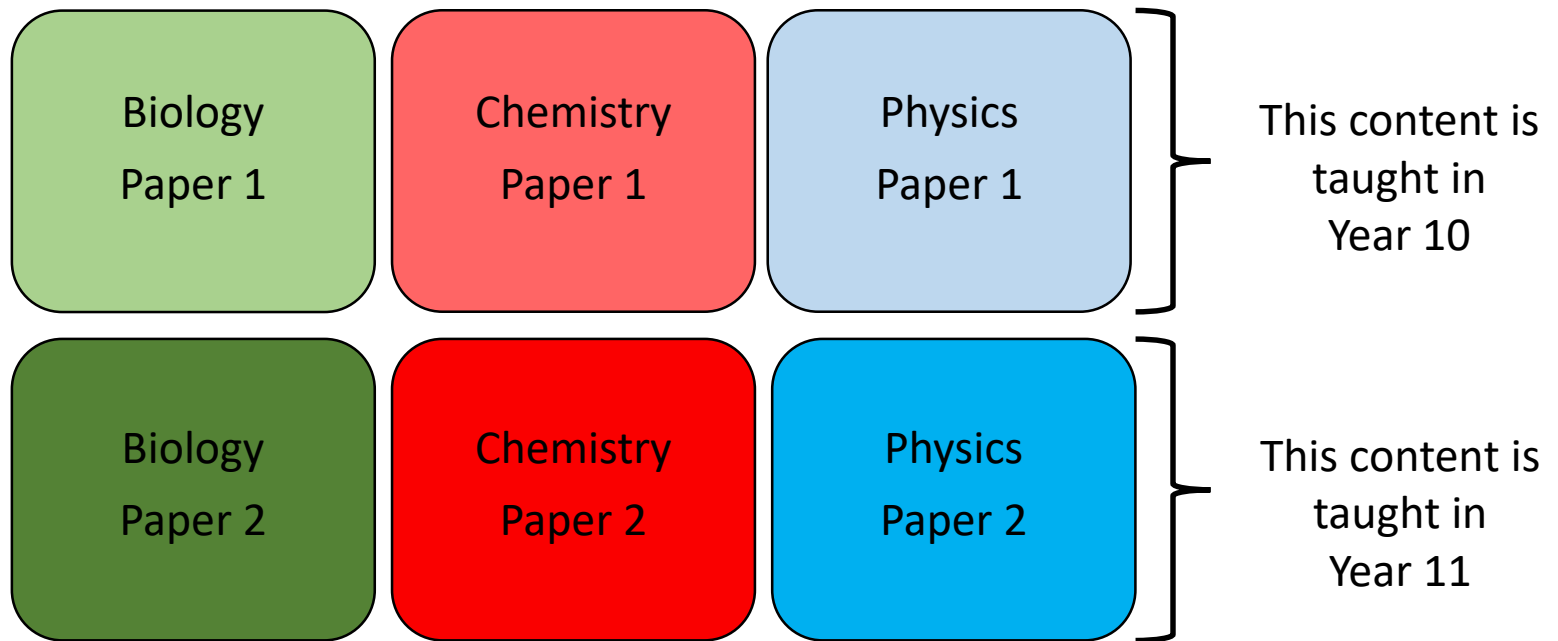 Biology
Paper 1
Chemistry
Paper 1
Physics
Paper 1
This content is
taught in
Year 10
Biology
Paper 2
Chemistry
Paper 2
Physics
Paper 2
This content is
taught in
Year 11